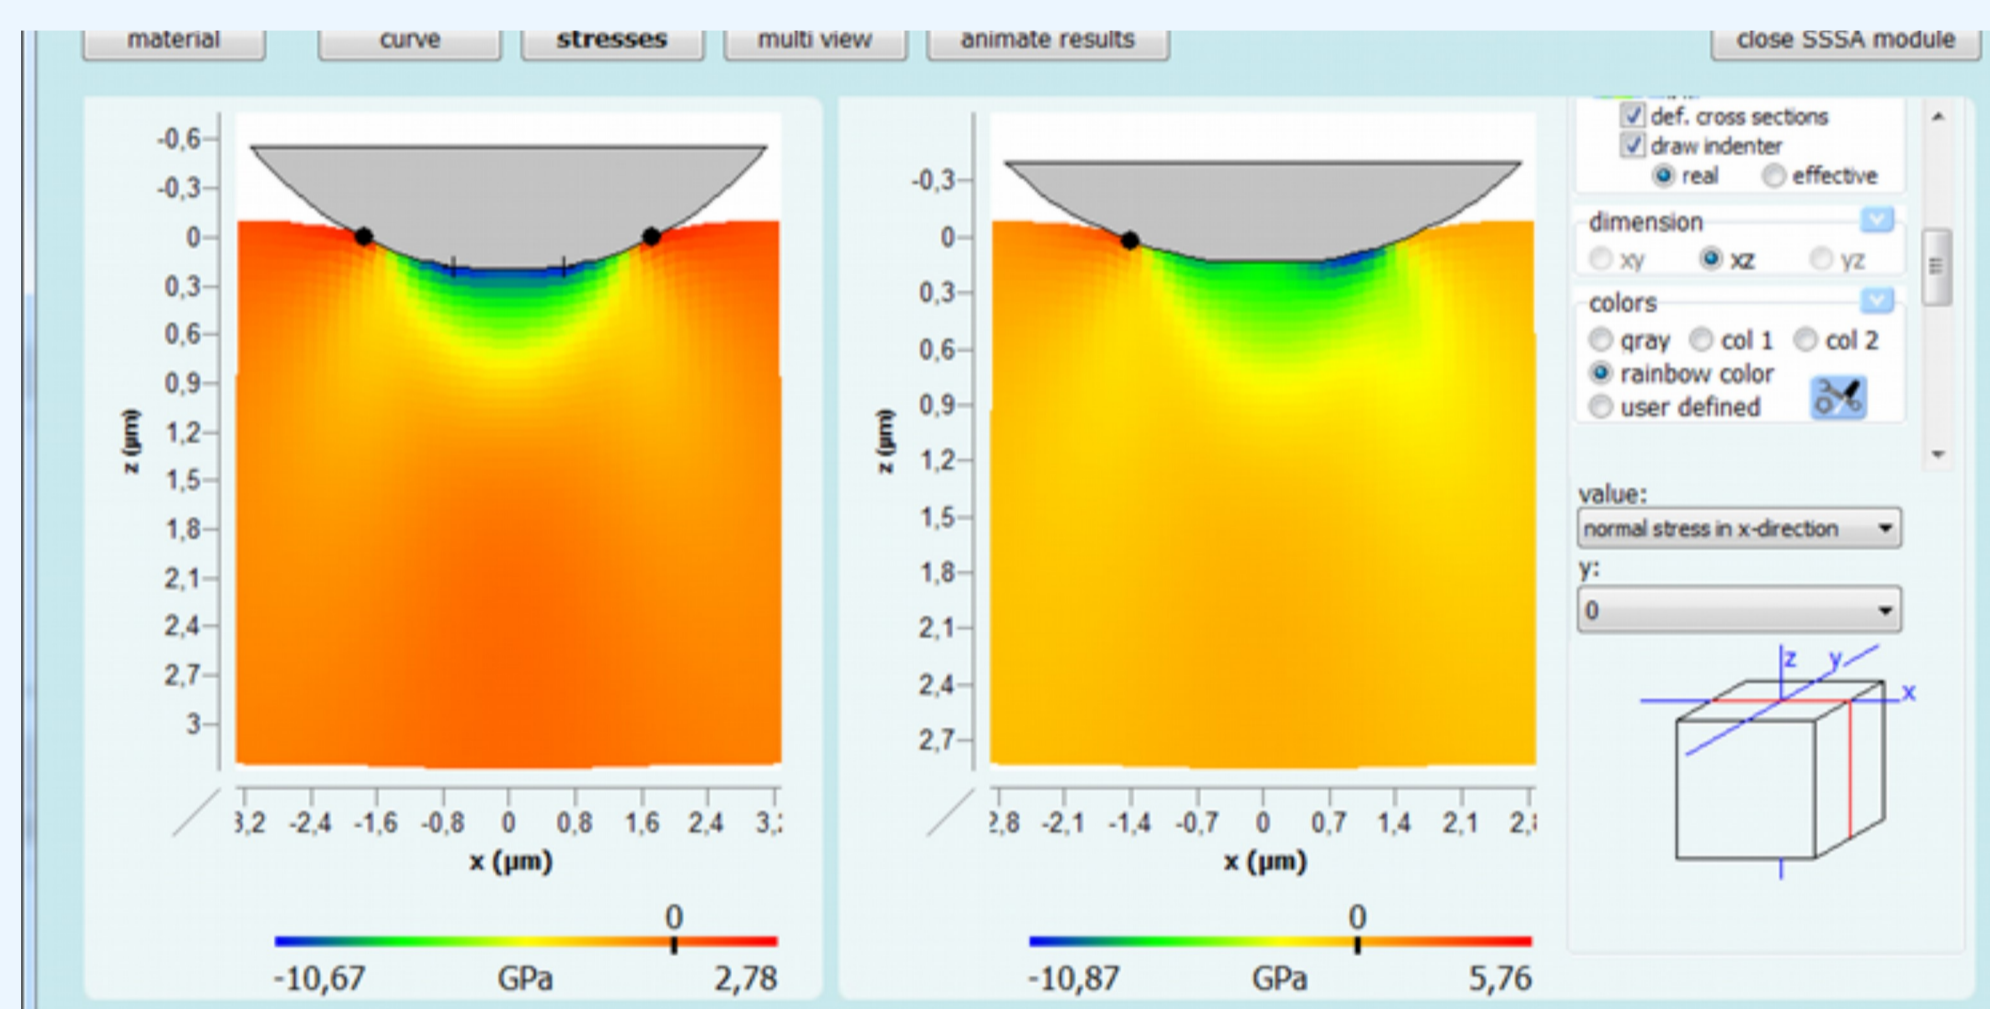 material curve stresses multi view animate results close SSSA module
-0,6
-0,3
0
0,3
0,6
0,9
1,2
1,5
1,8
2,1
2,4
2,7
3
z (µm)
3,2 -2,4 -1,6 -0,8 0 0,8 1,6 2,4 3,
x (µm)
0
-10,67 GPa 2,78
-0,3
0
0,3
0,6
0,9
1,2
1,5
1,8
2,1
2,4
2,7
z (µm)
2,8 -2,1 -1,4 -0,7 0 0,7 1,4 2,1 2,
x (µm)
0
-10,87 GPa 5,76
def. cross sections
draw indenter
real effective
dimension
xy xz yz
colors
gray col 1 col 2
rainbow color
user defined
value:
normal stress in x-direction
y:
0
z y
x